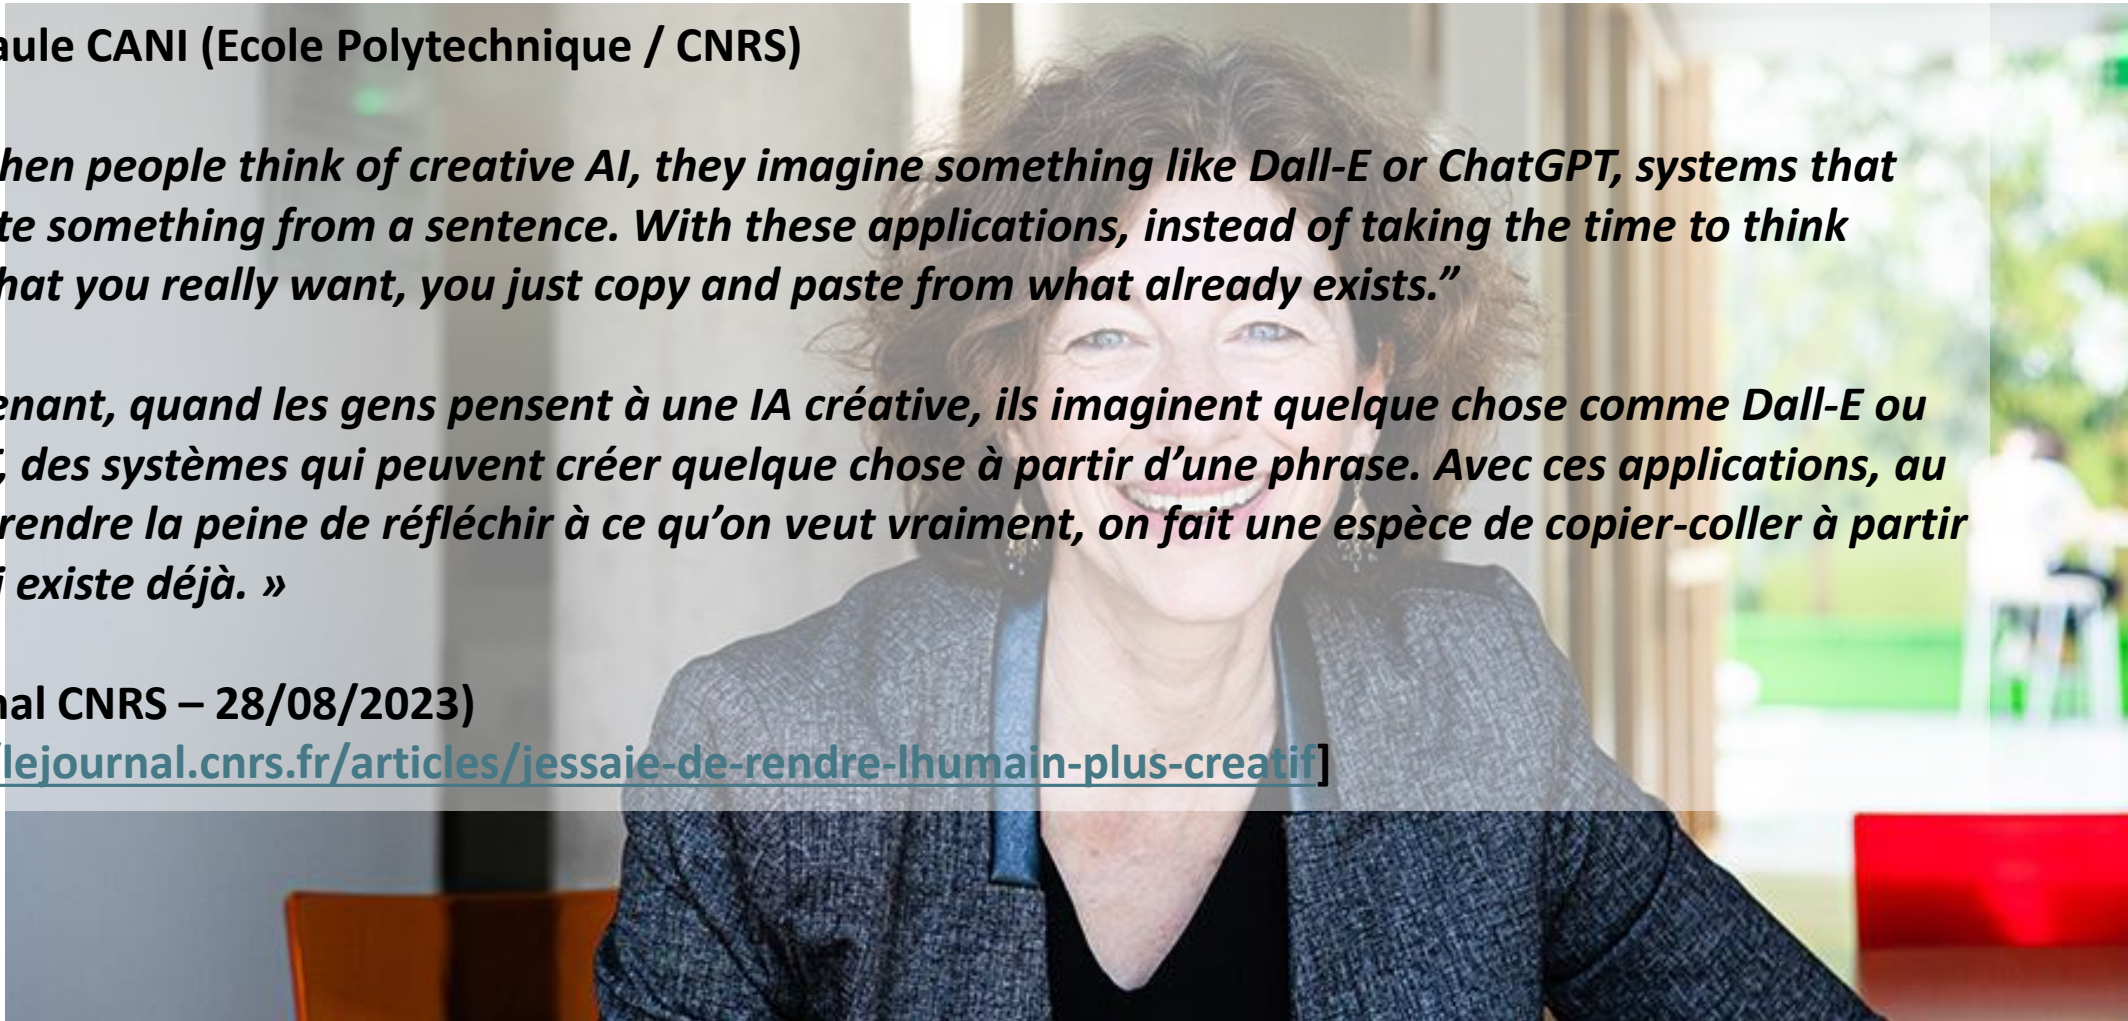 aule CANI (Ecole Polytechnique / CNRS)
hen people think of creative AI, they imagine something like Dall-E or ChatGPT, systems that
te something from a sentence. With these applications, instead of taking the time to think
hat you really want, you just copy and paste from what already exists.”
enant, quand les gens pensent à une IA créative, ils imaginent quelque chose comme Dall-E ou
, des systèmes qui peuvent créer quelque chose à partir d’une phrase. Avec ces applications, au
rendre la peine de réfléchir à ce qu’on veut vraiment, on fait une espèce de copier-coller à partir
i existe déjà. »
nal CNRS – 28/08/2023)
/lejournal.cnrs.fr/articles/jessaie-de-rendre-lhumain-plus-creatif]